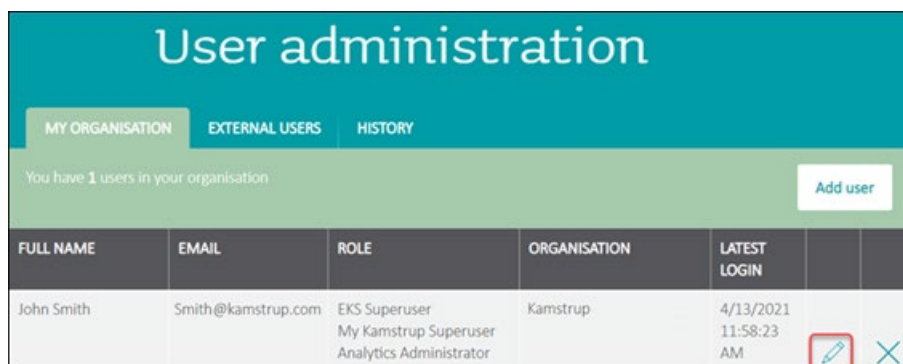 User administration
MY ORGANISATION EXTERNAL USERS HISTORY
You have 1 users in your organisation
Add user
FULL NAME EMAIL ROLE ORGANISATION LATEST
LOGIN
John Smith Smith@kamstrup.com EKS Superuser Kamstrup 4/13/2021
My Kamstrup Superuser 11:58:23
Analytics Administrator AM